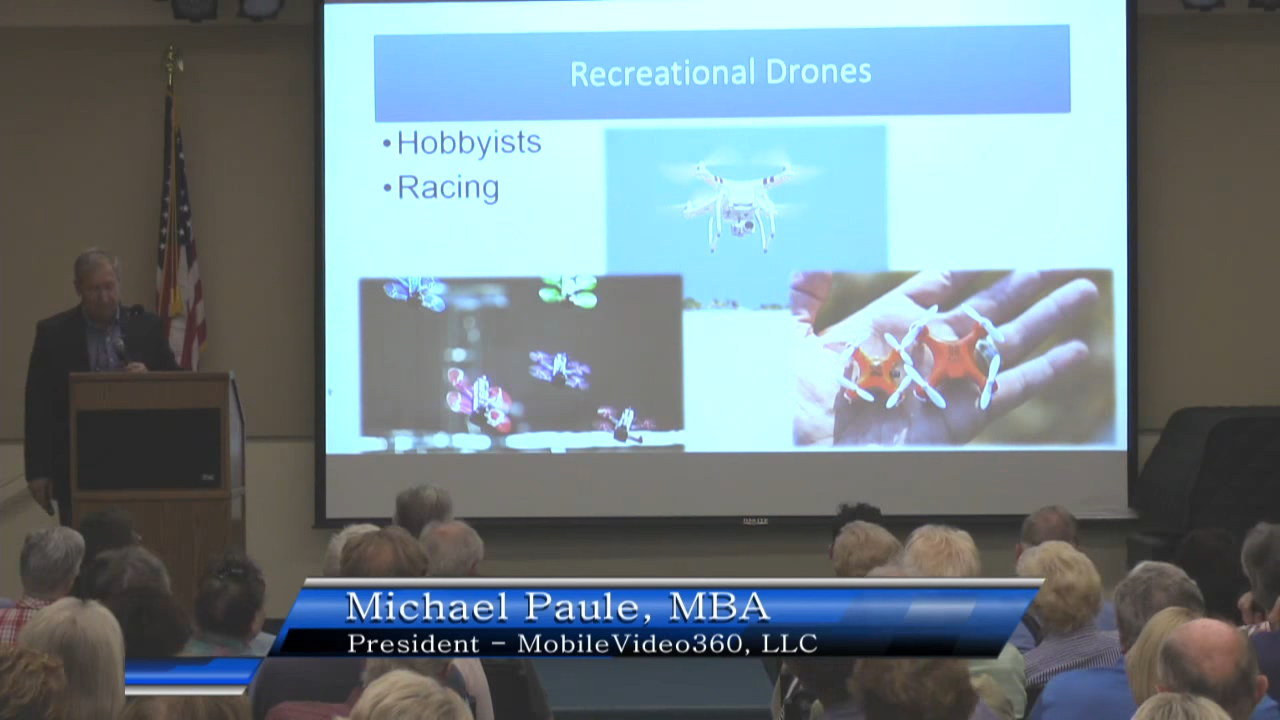 Recreational Drones
•Hobbyists
•Racing
Michael Paule, MBA
President - MobileVideo360, LLC